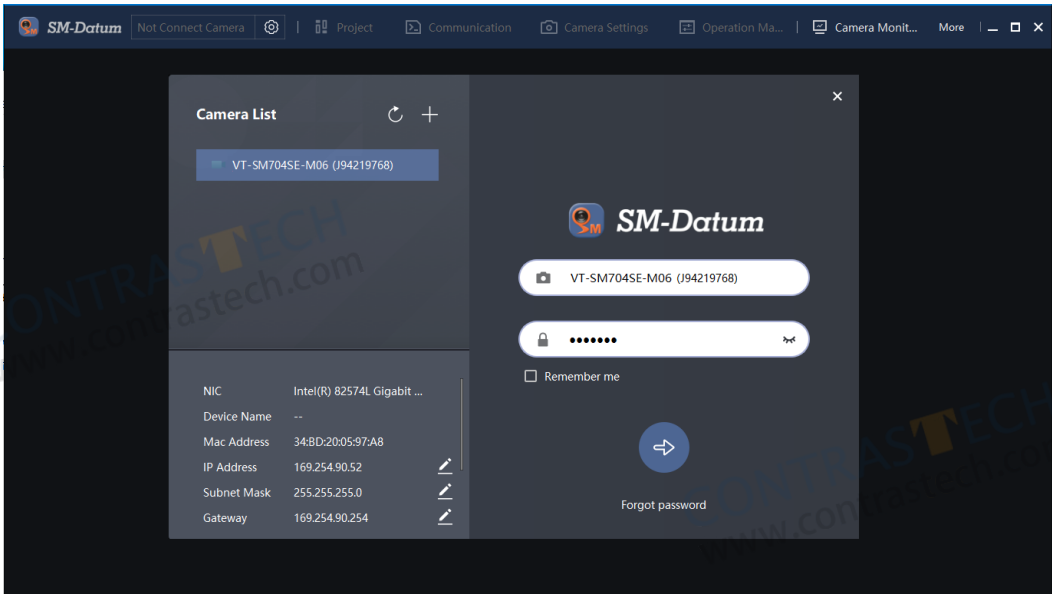 SM-Datum Not Connect Camera Project Communication Camera Settings Operation Ma... Camera Monit... More
Camera List
VT-SM704SE-M06 (J94219768)
SM-Datum
VT-SM704SE-M06 (J94219768)
Remember me
Forgot password
NIC Intel(R) 82574L Gigabit ...
Device Name --
Mac Address 34:BD:20:05:97:A8
IP Address 169.254.90.52
Subnet Mask 255.255.255.0
Gateway 169.254.90.254
CONTRASTECH
www.contrastech.com
CONTRASTECH
www.contrastech.co